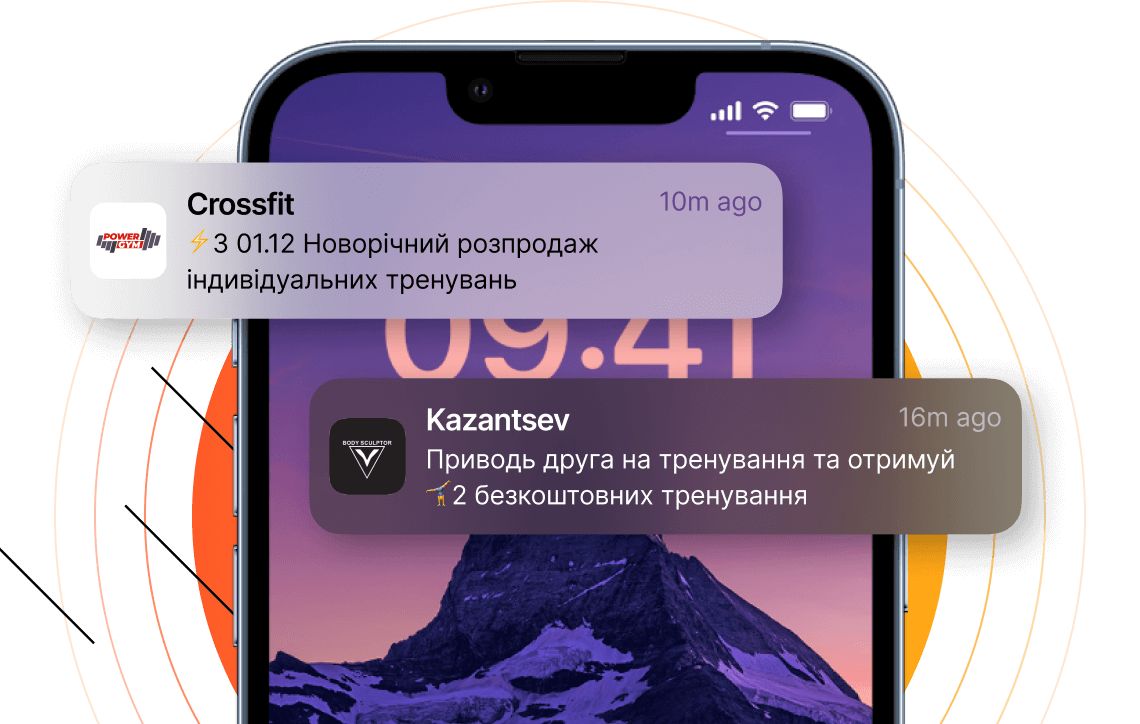 Crossfit
10m ago
POWER
GYM
⚡З 01.12 Новорічний розпродаж
індивідуальних тренувань
09:41
Kazantsev
16m ago
BODY SCULPTOR
Приводь друга на тренування та отримуй
🤸2 безкоштовних тренування